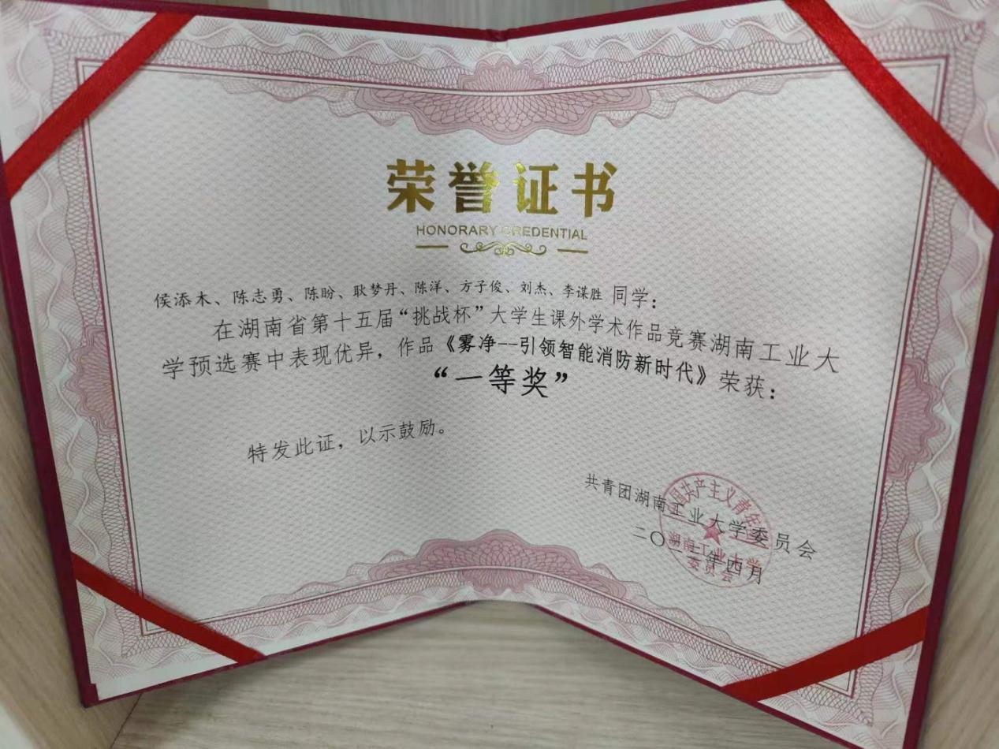 荣誉证书
HONORARY CREDENTIAL
侯添木、陈志勇、陈盼、耿梦丹、陈洋、方子俊、刘杰、李谋胜 同学：
在湖南省第十五届“挑战杯”大学生课外学术作品竞赛湖南工业大
学预选赛中表现优异，作品《雾净--引领智能消防新时代》荣获：
“一等奖”
特发此证，以示鼓励。
共青团湖南工业大学委员会
二〇二三年四月
国共产主义青年
湖南工业大学
委员会